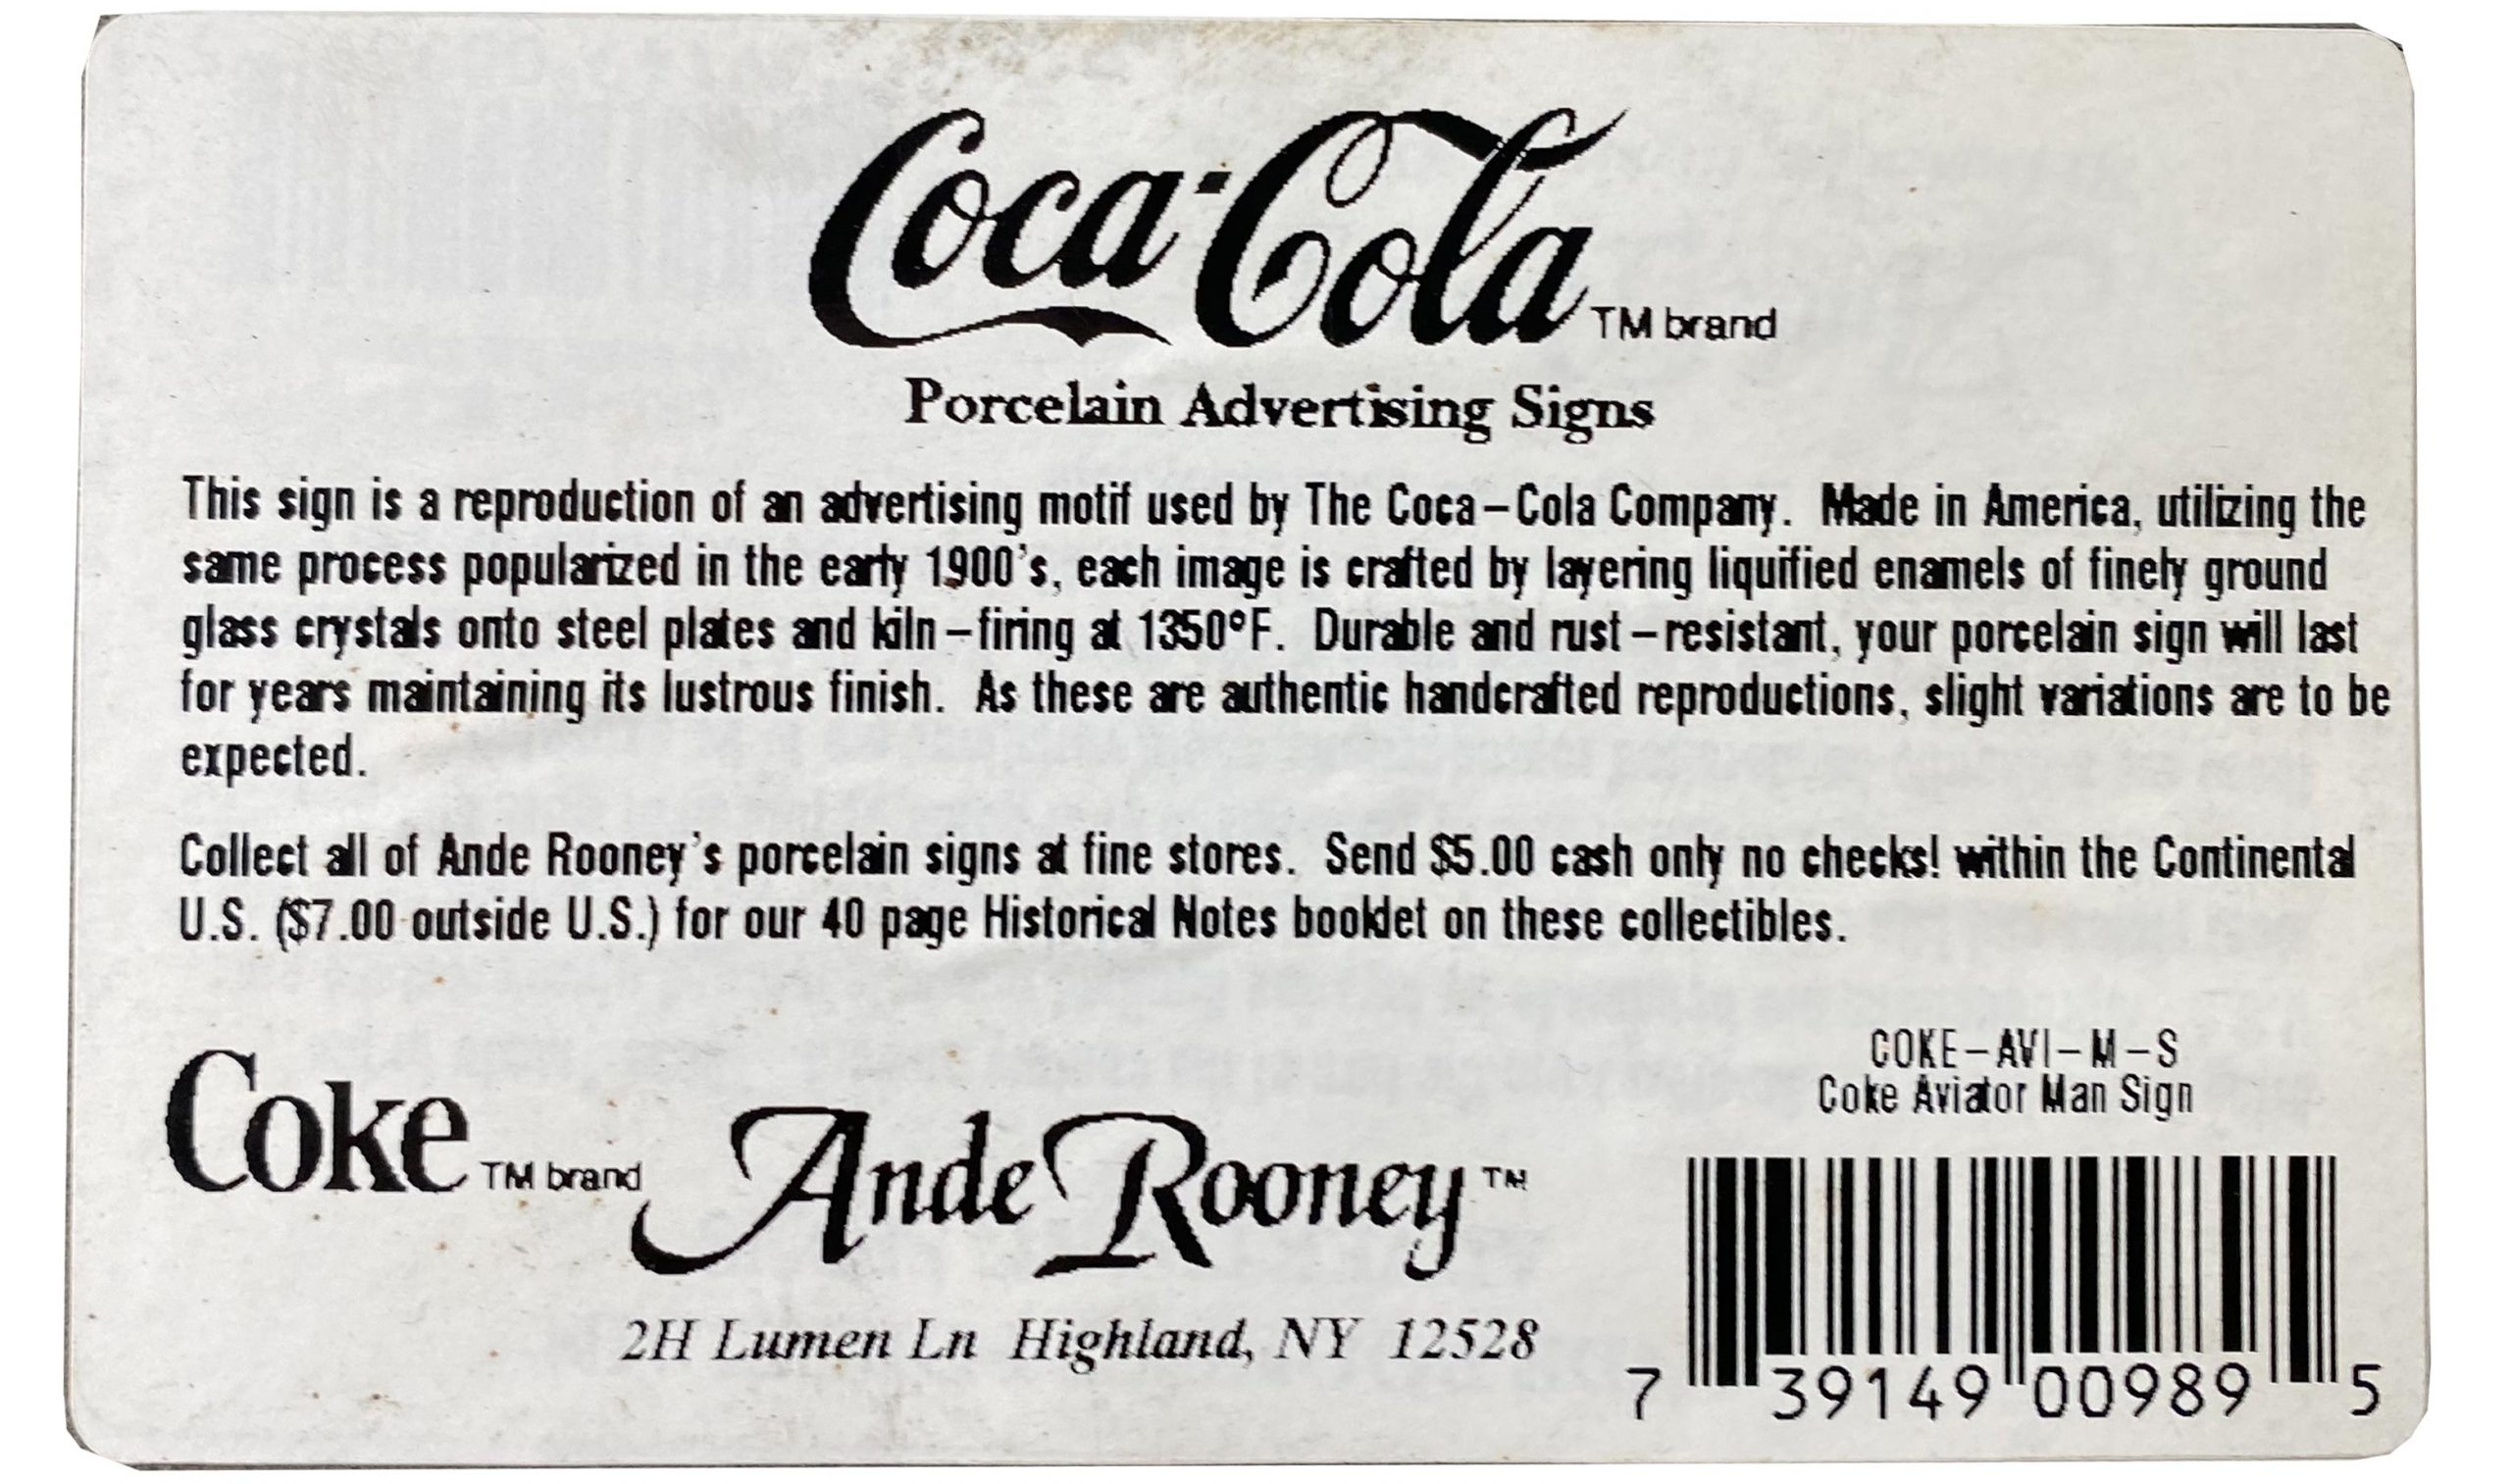 Coca-Cola TM brand
Porcelain Advertising Signs
This sign is a reproduction of an advertising motif used by The Coca-Cola Company. Made in America, utilizing the
same process popularized in the early 1900's, each image is crafted by layering liquified enamels of finely ground
glass crystals onto steel plates and kiln-firing at 1350°F. Durable and rust-resistant, your porcelain sign will last
for years maintaining its lustrous finish. As these are authentic handcrafted reproductions, slight variations are to be
expected.
Collect all of Ande Rooney's porcelain signs at fine stores. Send $5.00 cash only no checks! within the Continental
U.S. ($7.00 outside U.S.) for our 40 page Historical Notes booklet on these collectibles.
Coke TM brand
Ande Rooney TM
2H Lumen Ln Highland, NY 12528
COKE-AVI-M-S
Coke Aviator Man Sign
7 39149 00989 5